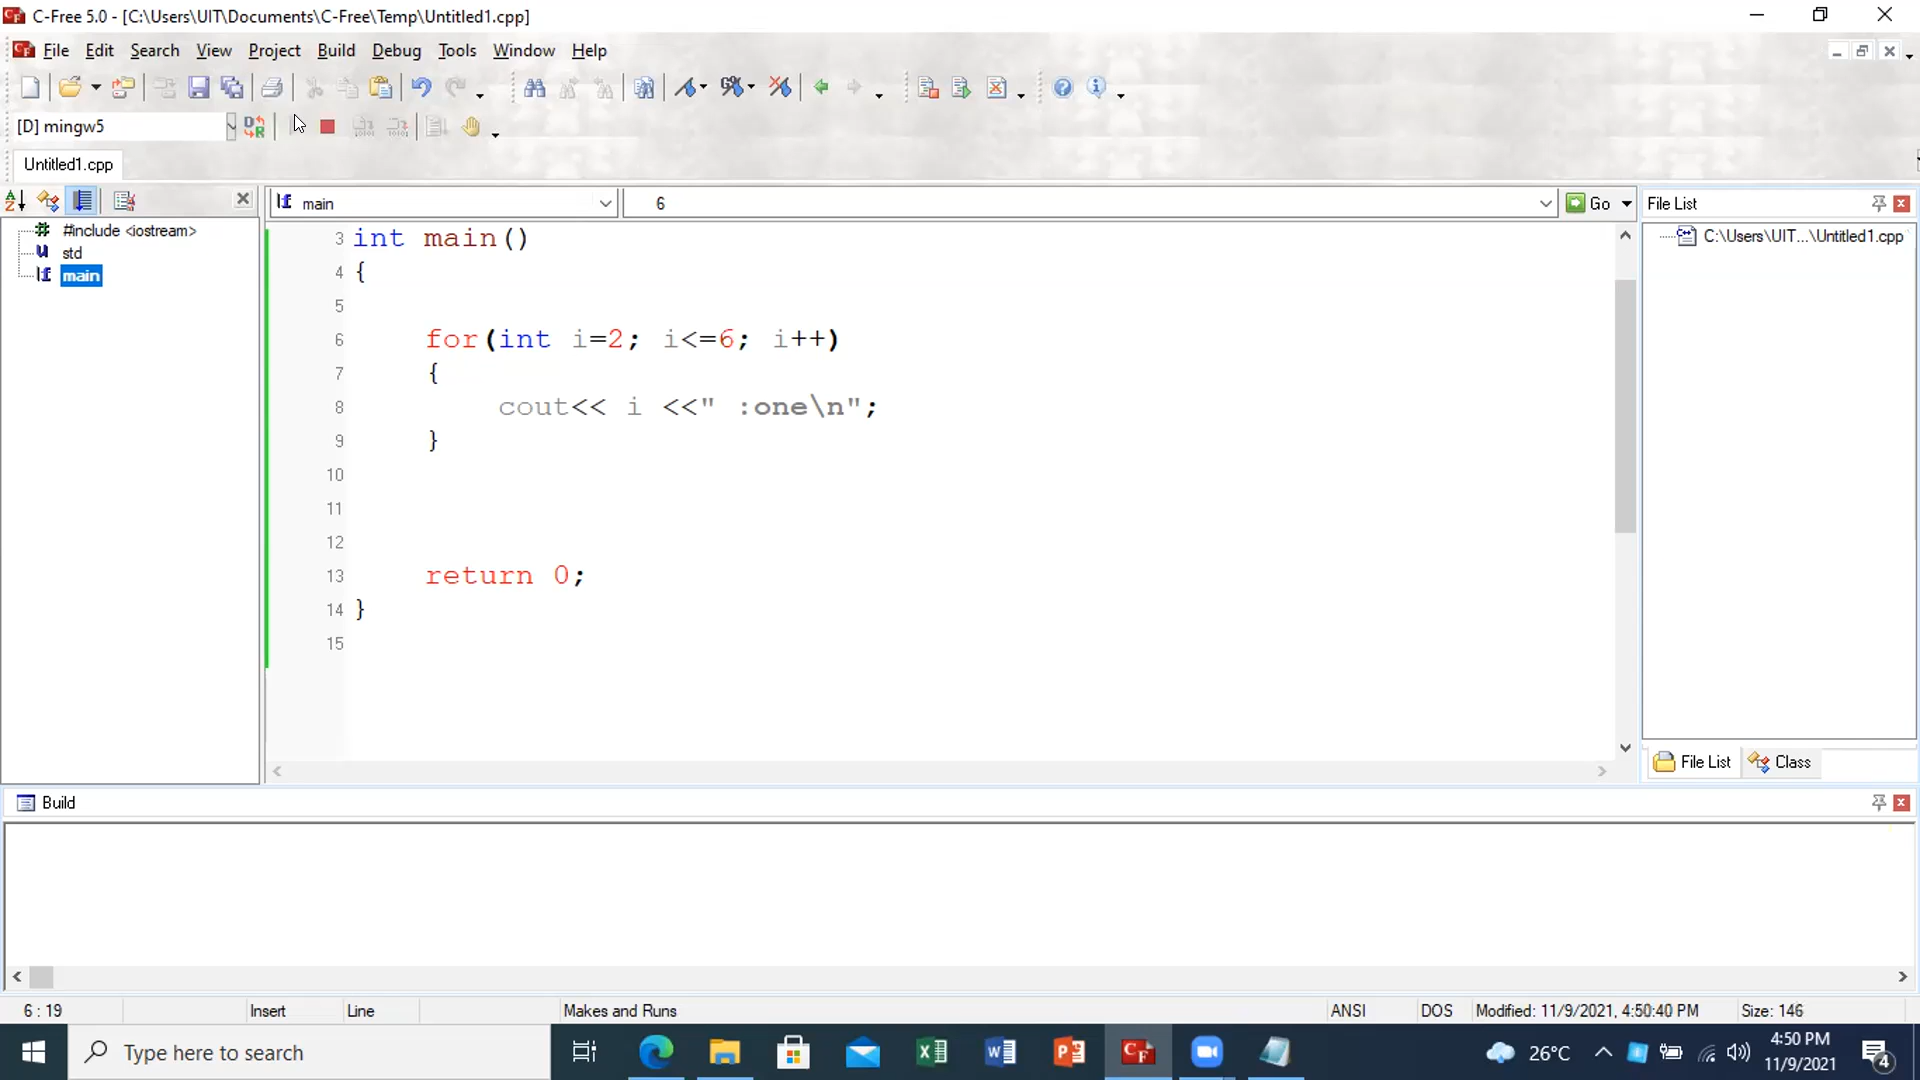 C-Free 5.0 - [C:\Users\UIT\Documents\C-Free\Temp\Untitled1.cpp]
File Edit Search View Project Build Debug Tools Window Help
[D] mingw5
Untitled1.cpp
main
6
Go
File List
#include <iostream>
std
main
C:\Users\UIT...\Untitled1.cpp
3 int main()
4 {
5
6 for(int i=2; i<=6; i++)
7 {
8 cout<< i <<" :one\n";
9 }
10
11
12
13 return 0;
14 }
15
File List Class
Build
6 : 19 Insert Line Makes and Runs ANSI DOS Modified: 11/9/2021, 4:50:40 PM Size: 146
Type here to search
26°C
4:50 PM
11/9/2021
4